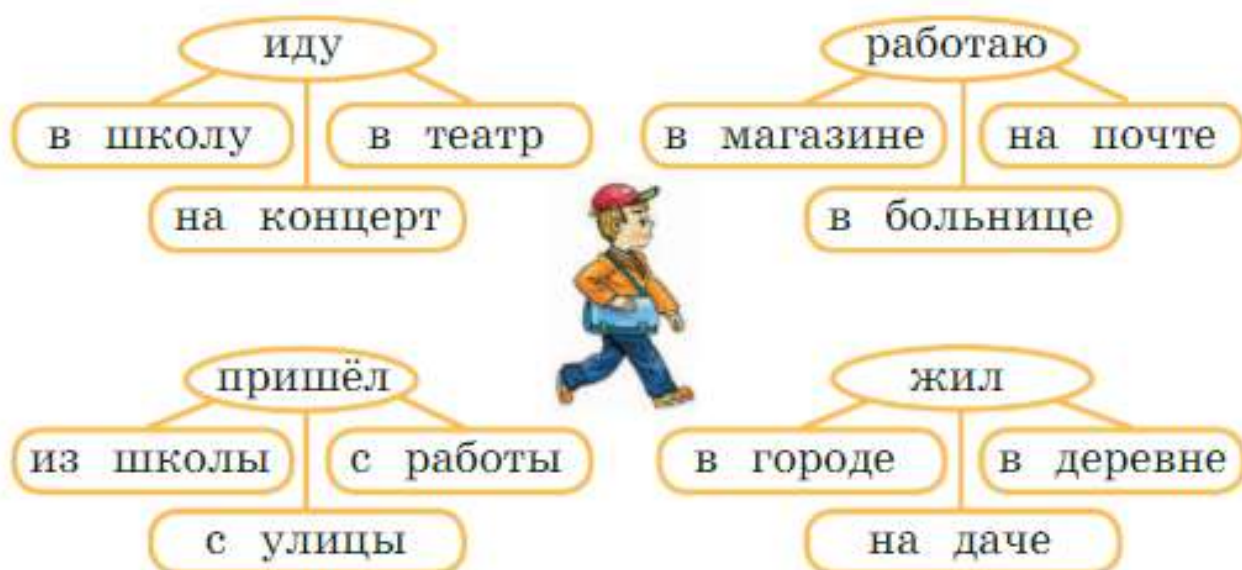 иду
в школу
в театр
на концерт
работаю
в магазине
на почте
в больнице
пришёл
из школы
с работы
с улицы
жил
в городе
в деревне
на даче